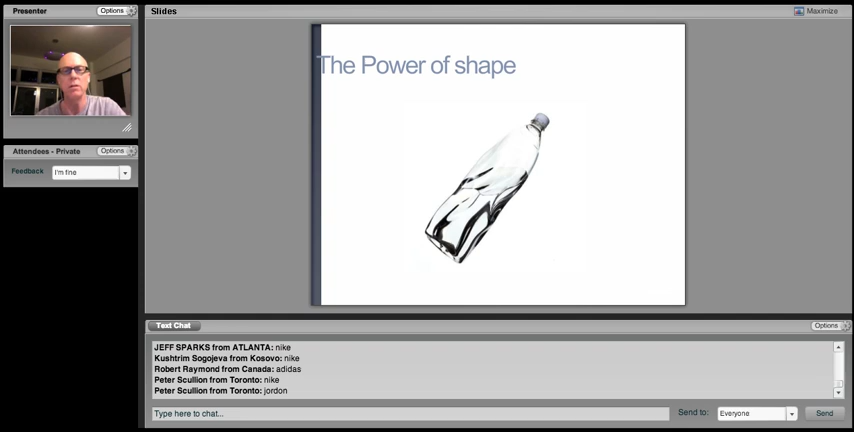 Presenter
Options
Attendees - Private
Options
Feedback
I'm fine
Slides
Maximize
The Power of shape
Text Chat
Options
JEFF SPARKS from ATLANTA: nike
Kushtrim Sogojeva from Kosovo: nike
Robert Raymond from Canada: adidas
Peter Scullion from Toronto: nike
Peter Scullion from Toronto: jordon
Type here to chat...
Send to:
Everyone
Send